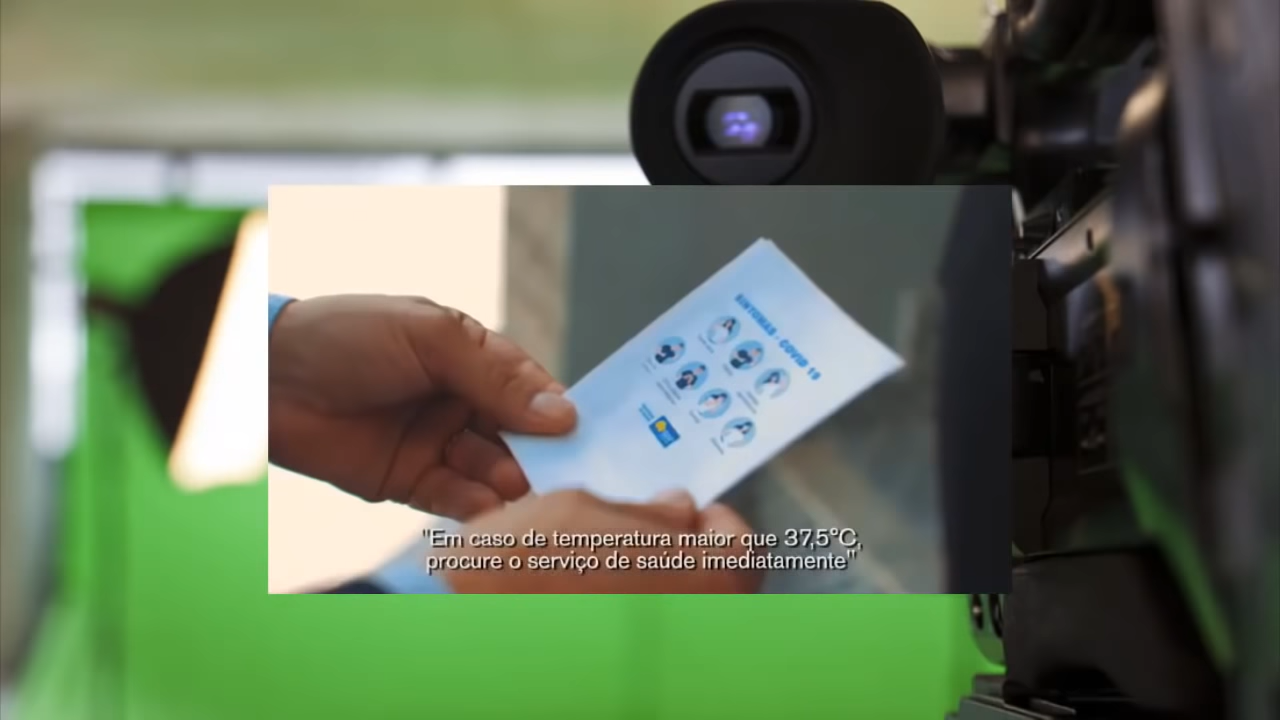 SINTOMAS - COVID 19
"Em caso de temperatura maior que 37,5°C,
procure o serviço de saúde imediatamente"